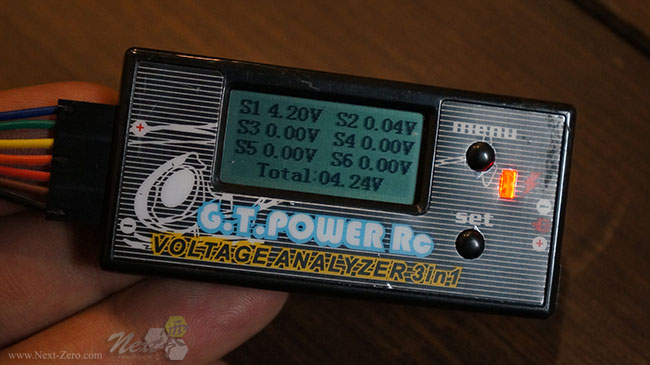 S1 4.20V S2 0.04V
S3 0.00V S4 0.00V
S5 0.00V S6 0.00V
Total:04.24V
set
G.T.POWER RC
VOLTAGE ANALYZER 3in1
www.Next-Zero.com